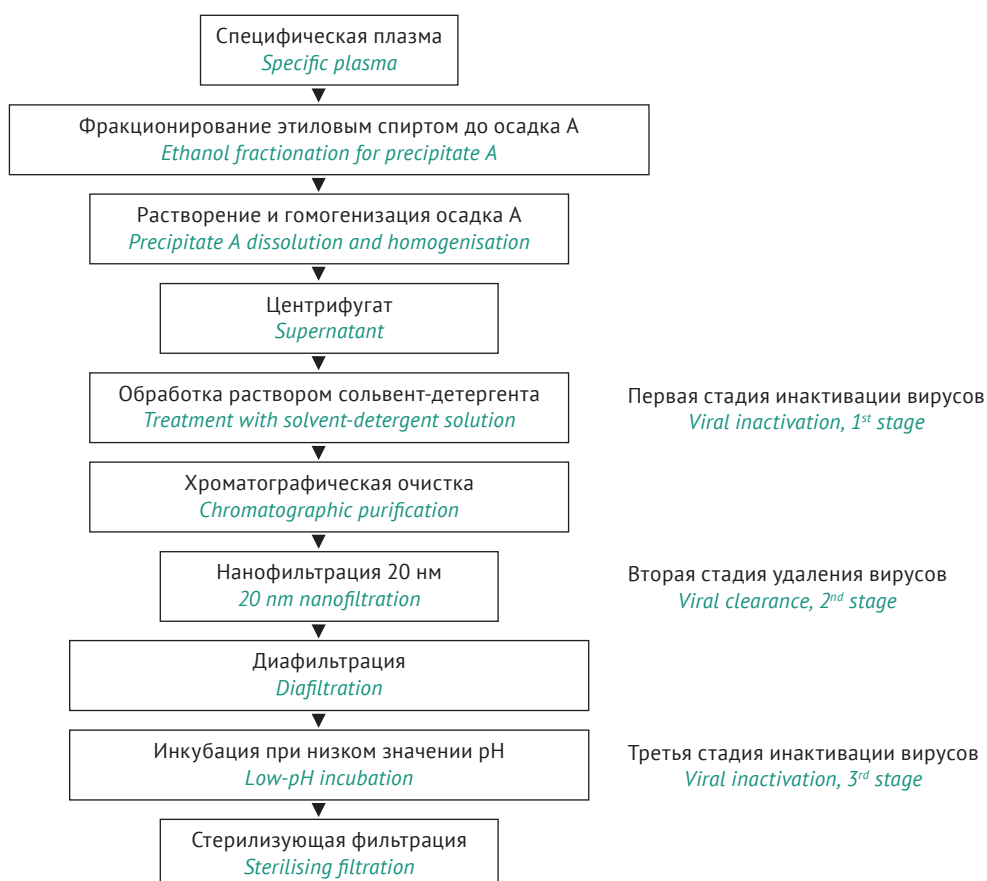 Специфическая плазма
Specific plasma
Фракционирование этиловым спиртом до осадка А
Ethanol fractionation for precipitate A
Растворение и гомогенизация осадка А
Precipitate A dissolution and homogenisation
Центрифугат
Supernatant
Обработка раствором сольвент-детергента
Treatment with solvent-detergent solution
Первая стадия инактивации вирусов
Viral inactivation, 1st stage
Хроматографическая очистка
Chromatographic purification
Нанофильтрация 20 нм
20 nm nanofiltration
Вторая стадия удаления вирусов
Viral clearance, 2nd stage
Диафильтрация
Diafiltration
Инкубация при низком значении pH
Low-pH incubation
Третья стадия инактивации вирусов
Viral inactivation, 3rd stage
Стерилизующая фильтрация
Sterilising filtration